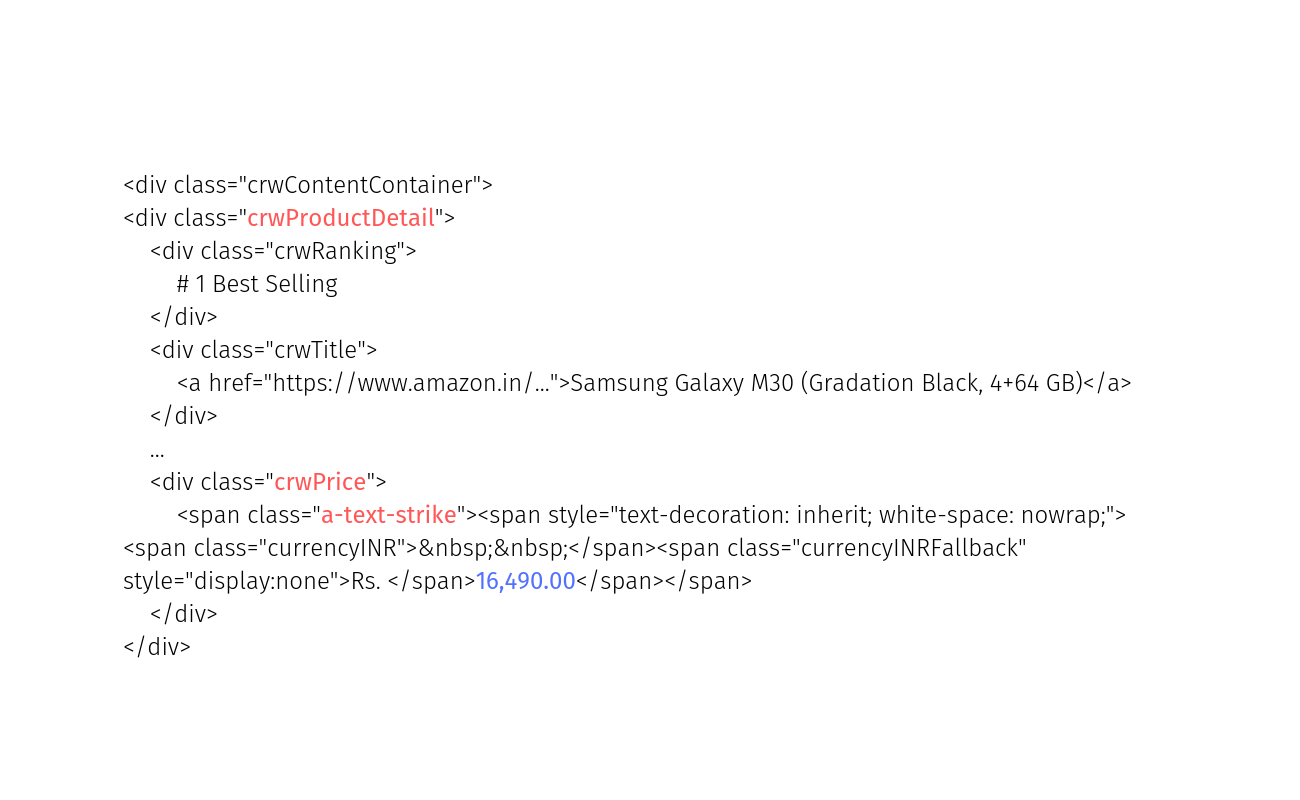 <div class="crwContentContainer">
<div class="crwProductDetail">
<div class="crwRanking">
# 1 Best Selling
</div>
<div class="crwTitle">
<a href="https://www.amazon.in/...">Samsung Galaxy M30 (Gradation Black, 4+64 GB)</a>
</div>
...
<div class="crwPrice">
<span class="a-text-strike"><span style="text-decoration: inherit; white-space: nowrap;">
<span class="currencyINR">&nbsp;&nbsp;</span><span class="currencyINRFallback"
style="display:none">Rs. </span>16,490.00</span></span>
</div>
</div>